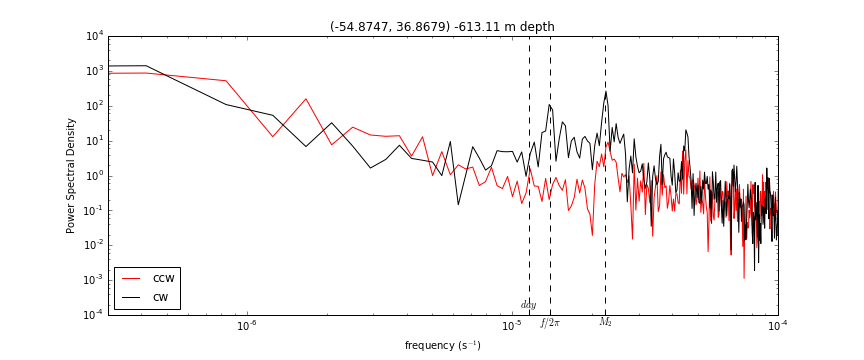 (-54.8747, 36.8679) -613.11 m depth
Power Spectral Density
10^4
10^3
10^2
10^1
10^0
10^-1
10^-2
10^-3
10^-4
ccw
cw
day
f/2π
M_2
10^-6
10^-5
10^-4
frequency (s^-1)